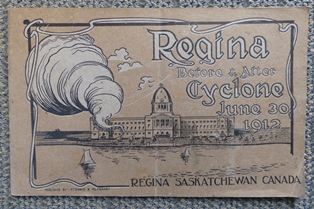 Regina
Before & After
Cyclone
June 30
1912
REGINA SASKATCHEWAN CANADA